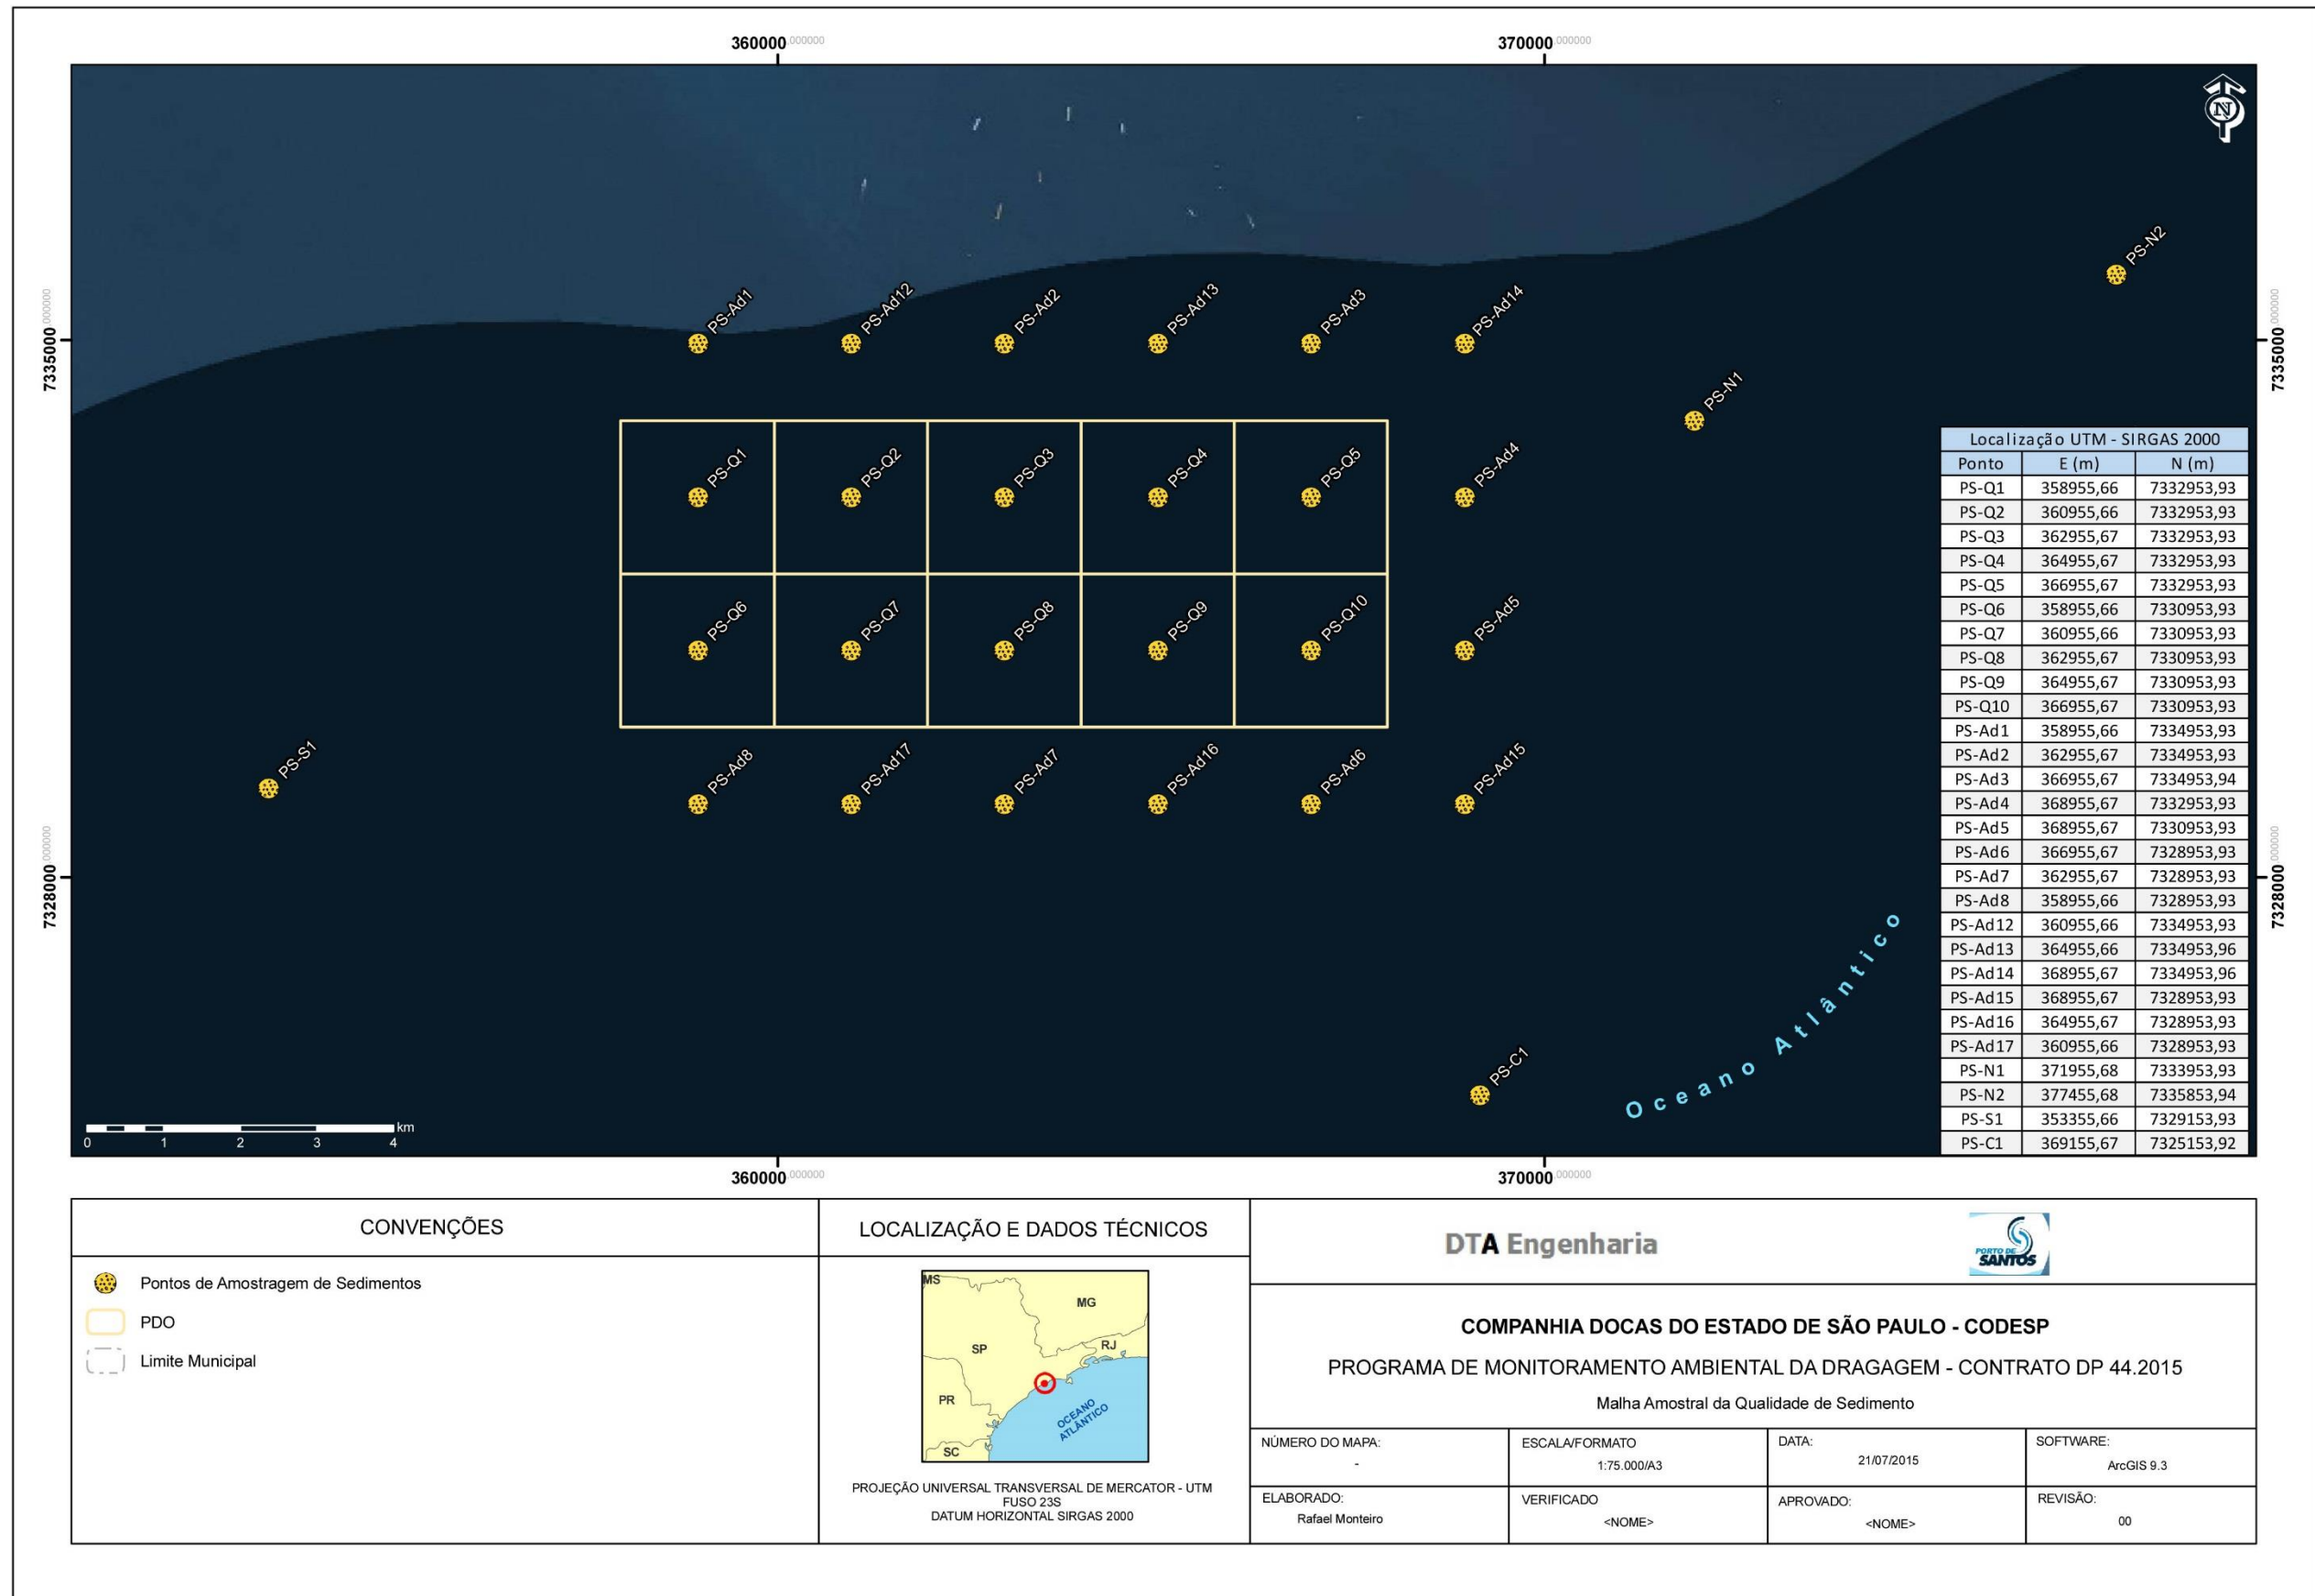 360000,000000 370000,000000
PS-N2
7335000,000000 7335000,000000
PS-Ad1 PS-Ad12 PS-Ad2 PS-Ad13 PS-Ad3 PS-Ad14
PS-N1
PS-Q1 PS-Q2 PS-Q3 PS-Q4 PS-Q5 PS-Ad4
PS-Q6 PS-Q7 PS-Q8 PS-Q9 PS-Q10 PS-Ad5
PS-S1
PS-Ad8 PS-Ad17 PS-Ad7 PS-Ad16 PS-Ad6 PS-Ad15
7328000,000000 7328000,000000
PS-C1
Oceano Atlântico
0 1 2 3 4 km
360000,000000 370000,000000
Localização UTM - SIRGAS 2000
Ponto E (m) N (m)
PS-Q1 358955,66 7332953,93
PS-Q2 360955,66 7332953,93
PS-Q3 362955,67 7332953,93
PS-Q4 364955,67 7332953,93
PS-Q5 366955,67 7332953,93
PS-Q6 358955,66 7330953,93
PS-Q7 360955,66 7330953,93
PS-Q8 362955,67 7330953,93
PS-Q9 364955,67 7330953,93
PS-Q10 366955,67 7330953,93
PS-Ad1 358955,66 7334953,93
PS-Ad2 362955,67 7334953,93
PS-Ad3 366955,67 7334953,94
PS-Ad4 368955,67 7332953,93
PS-Ad5 368955,67 7330953,93
PS-Ad6 366955,67 7328953,93
PS-Ad7 362955,67 7328953,93
PS-Ad8 358955,66 7328953,93
PS-Ad12 360955,66 7334953,93
PS-Ad13 364955,66 7334953,96
PS-Ad14 368955,67 7334953,96
PS-Ad15 368955,67 7328953,93
PS-Ad16 364955,67 7328953,93
PS-Ad17 360955,66 7328953,93
PS-N1 371955,68 7333953,93
PS-N2 377455,68 7335853,94
PS-S1 353355,66 7329153,93
PS-C1 369155,67 7325153,92
CONVENÇÕES
Pontos de Amostragem de Sedimentos
PDO
Limite Municipal
LOCALIZAÇÃO E DADOS TÉCNICOS
MS
MG
SP
RJ
PR
SC
OCEANO
ATLÂNTICO
PROJEÇÃO UNIVERSAL TRANSVERSAL DE MERCATOR - UTM
FUSO 23S
DATUM HORIZONTAL SIRGAS 2000
DTA Engenharia
PORTO DE
SANTOS
COMPANHIA DOCAS DO ESTADO DE SÃO PAULO - CODESP
PROGRAMA DE MONITORAMENTO AMBIENTAL DA DRAGAGEM - CONTRATO DP 44.2015
Malha Amostral da Qualidade de Sedimento
NÚMERO DO MAPA:
-
ESCALA/FORMATO
1:75.000/A3
DATA:
21/07/2015
SOFTWARE:
ArcGIS 9.3
ELABORADO:
Rafael Monteiro
VERIFICADO
<NOME>
APROVADO:
<NOME>
REVISÃO:
00